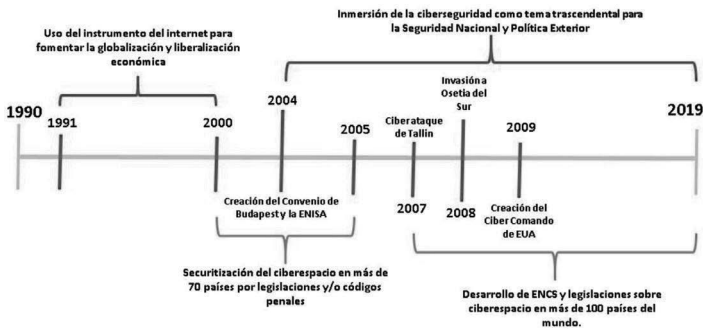 Uso del instrumento del internet para
fomentar la globalización y liberalización
económica
Inmersión de la ciberseguridad como tema trascendental para
la Seguridad Nacional y Política Exterior
1990
1991
2000
2004
2005
Ciberataque
de Tallin
Invasión a
Osetia del
Sur
2009
2019
Creación del Convenio de
Budapest y la ENISA
2007
2008
Creación del
Ciber Comando
de EUA
Securitización del ciberespacio en más de
70 países por legislaciones y/o códigos
penales
Desarrollo de ENCS y legislaciones sobre
ciberespacio en más de 100 países del
mundo.